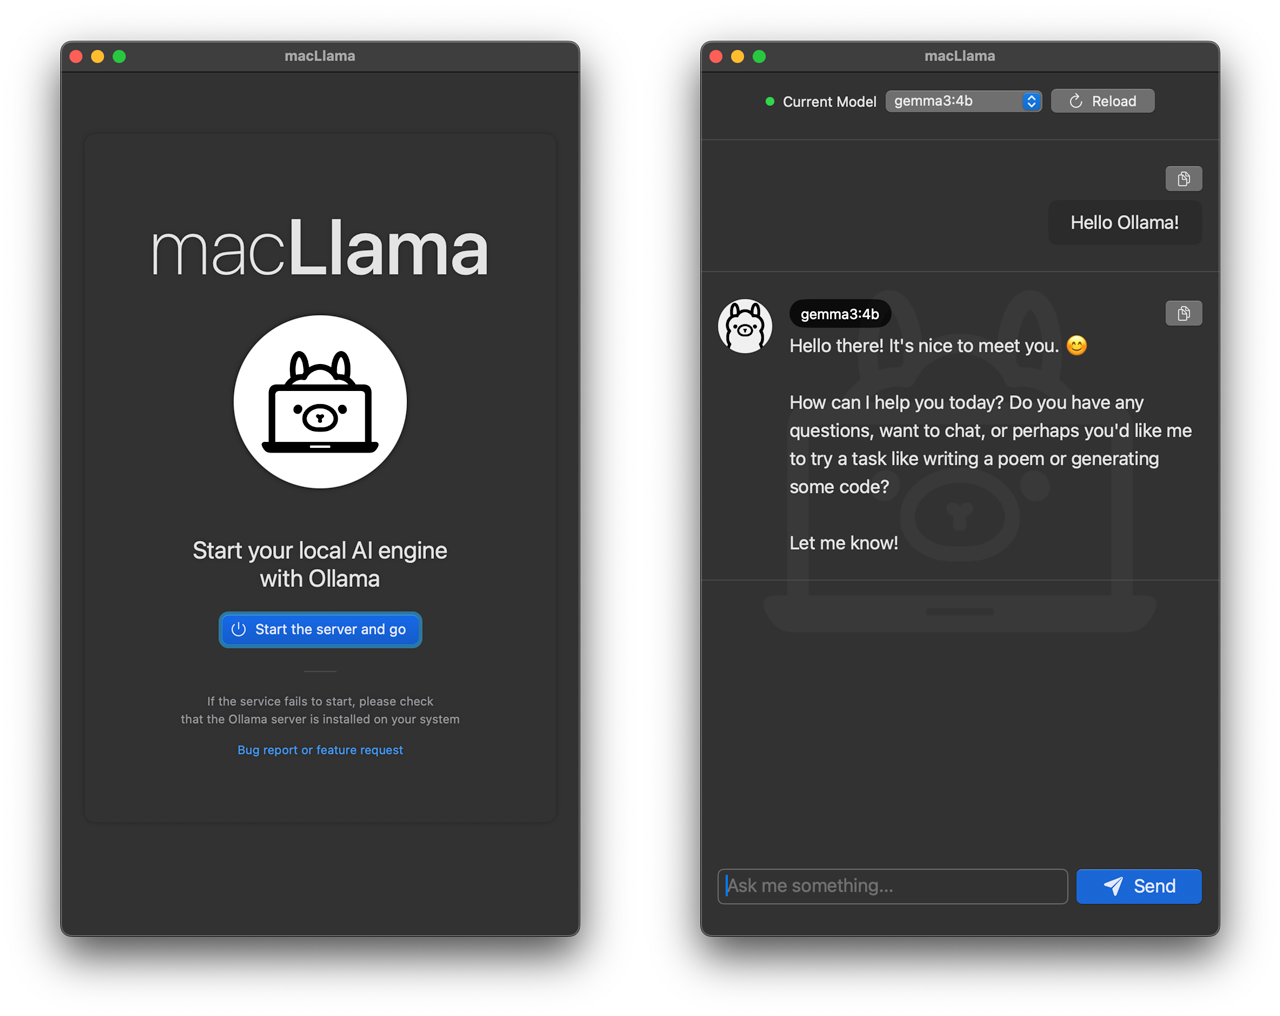 macLlama
macLlama
Start your local AI engine
with Ollama
Start the server and go
If the service fails to start, please check
that the Ollama server is installed on your system
Bug report or feature request
macLlama
Current Model
gemma3:4b
Reload
Hello Ollama!
gemma3:4b
Hello there! It's nice to meet you. 😊
How can I help you today? Do you have any
questions, want to chat, or perhaps you'd like me
to try a task like writing a poem or generating
some code?
Let me know!
Ask me something...
Send